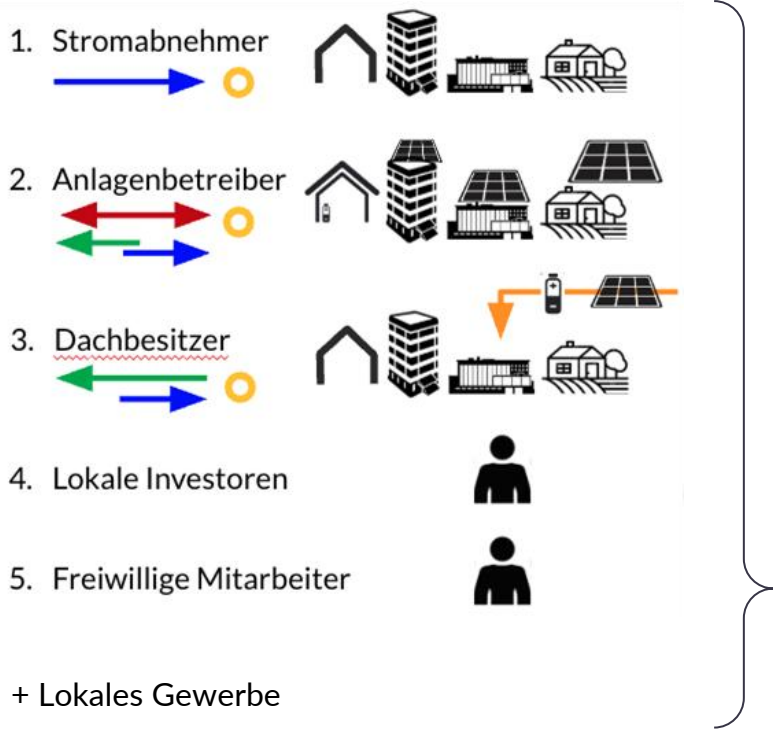 1. Stromabnehmer
2. Anlagenbetreiber
3. Dachbesitzer
4. Lokale Investoren
5. Freiwillige Mitarbeiter
+ Lokales Gewerbe